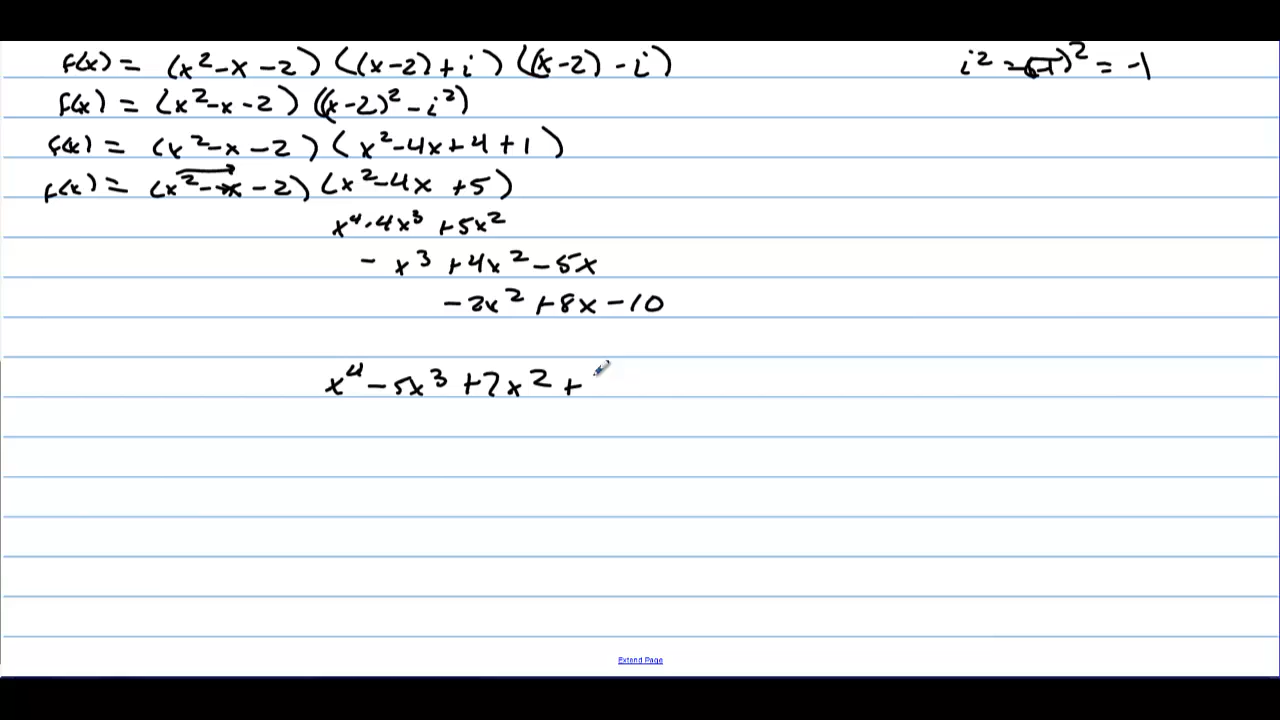 f(x) = (x²-x-2)((x-2)+i)((x-2)-i)
i² = (√-1)² = -1
f(x) = (x²-x-2)((x-2)²-i²)
f(x) = (x²-x-2)(x²-4x+4+1)
f(x) = (x²-x-2)(x²-4x+5)
x⁴-4x³+5x²
-x³+4x²-5x
-2x²+8x-10
x⁴-5x³+7x²+
Extend Page